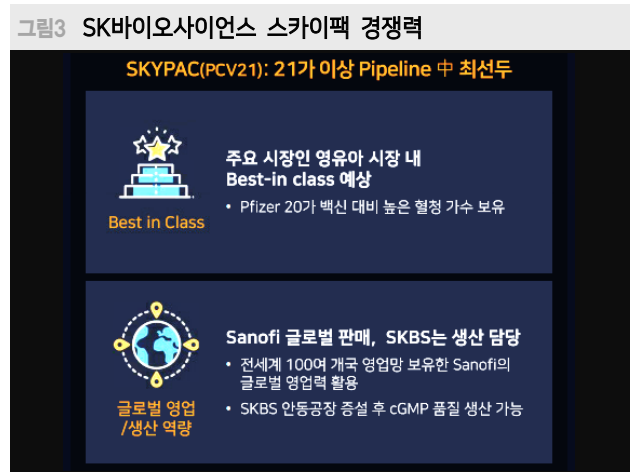 그림3 SK바이오사이언스 스카이팩 경쟁력
SKYPAC(PCV21): 21가 이상 Pipeline 中 최선두
주요 시장인 영유아 시장 내
Best-in class 예상
• Pfizer 20가 백신 대비 높은 혈청 가수 보유
Best in Class
Sanofi 글로벌 판매, SKBS는 생산 담당
• 전세계 100여 개국 영업망 보유한 Sanofi의
글로벌 영업력 활용
• SKBS 안동공장 증설 후 cGMP 품질 생산 가능
글로벌 영업
/생산 역량